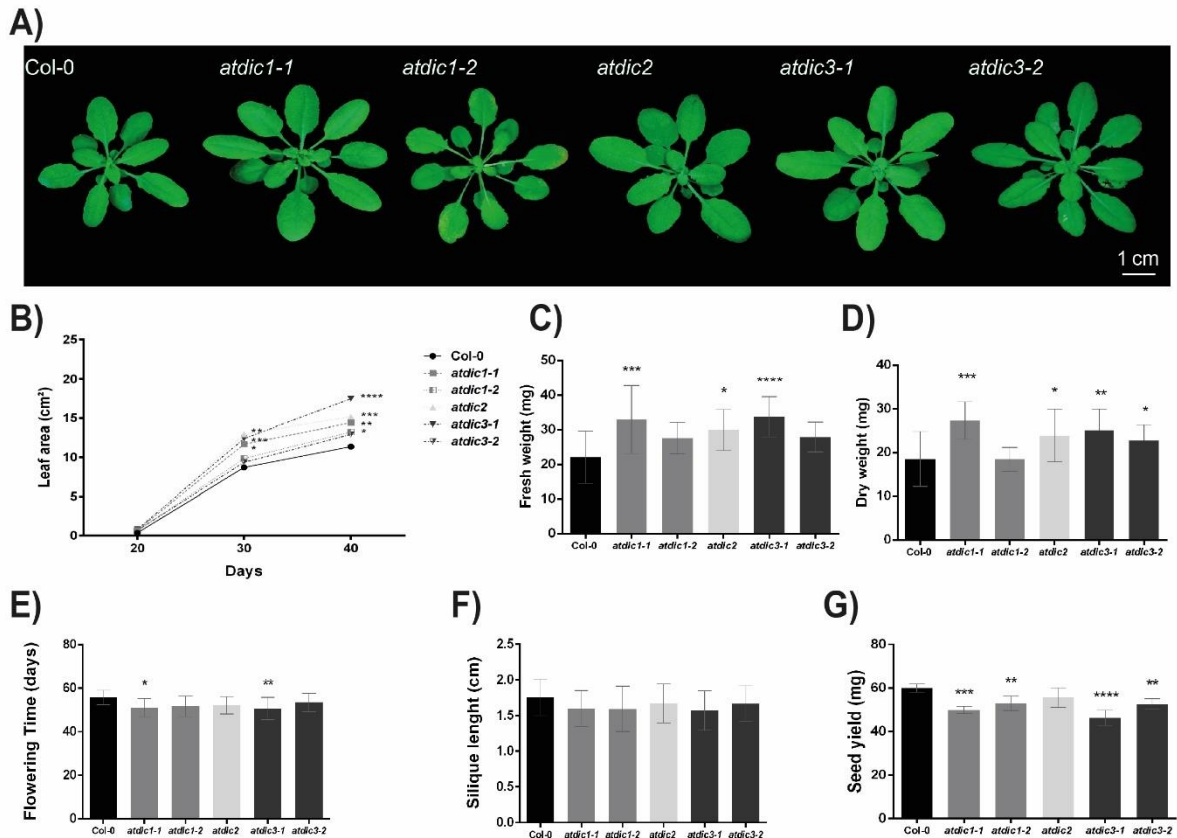 A)
Col-0 atdic1-1 atdic1-2 atdic2 atdic3-1 atdic3-2
1 cm
B)
25
20
15
10
5
0
20 30 40
Days
Leaf area (cm²)
** *** *
**** *** ** *
Col-0
atdic1-1
atdic1-2
atdic2
atdic3-1
atdic3-2
C)
Fresh weight (mg)
50
40
30
20
10
0
*** * ****
Col-0 atdic1-1 atdic1-2 atdic2 atdic3-1 atdic3-2
D)
Dry weight (mg)
40
30
20
10
0
*** * ** *
Col-0 atdic1-1 atdic1-2 atdic2 atdic3-1 atdic3-2
E)
Flowering Time (days)
80
60
40
20
0
* **
Col-0 atdic1-1 atdic1-2 atdic2 atdic3-1 atdic3-2
F)
Silique lenght (cm)
2.5
2.0
1.5
1.0
0.5
0.0
Col-0 atdic1-1 atdic1-2 atdic2 atdic3-1 atdic3-2
G)
Seed yield (mg)
80
60
40
20
0
*** ** **** **
Col-0 atdic1-1 atdic1-2 atdic2 atdic3-1 atdic3-2